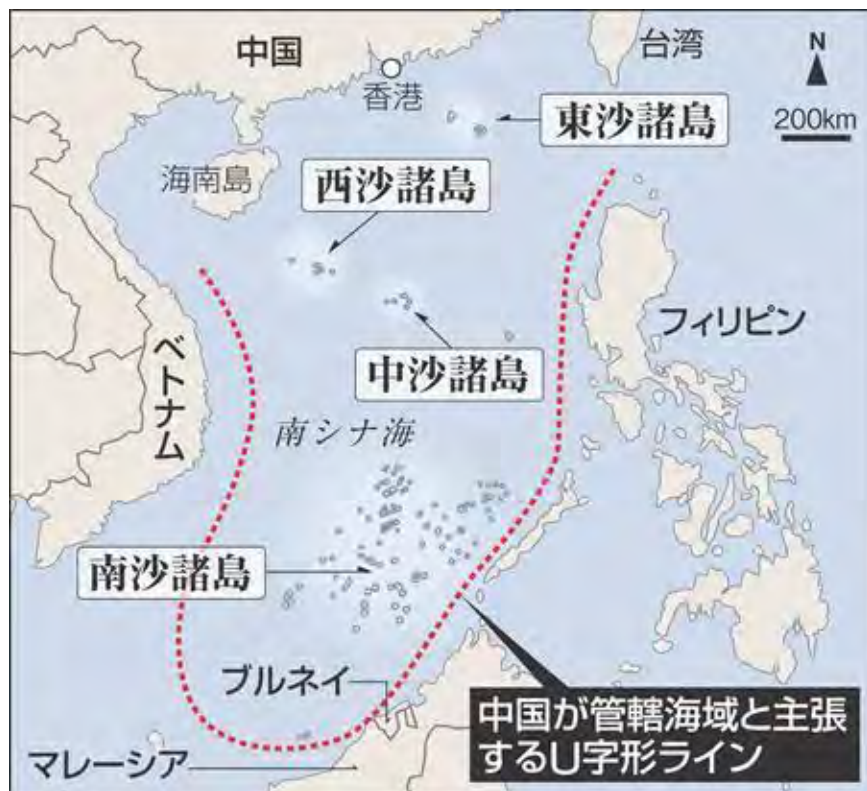 中国
台湾
N
香港
200km
東沙諸島
海南島
西沙諸島
フィリピン
中沙諸島
ベトナム
南シナ海
南沙諸島
ブルネイ
マレーシア
中国が管轄海域と主張
するU字形ライン